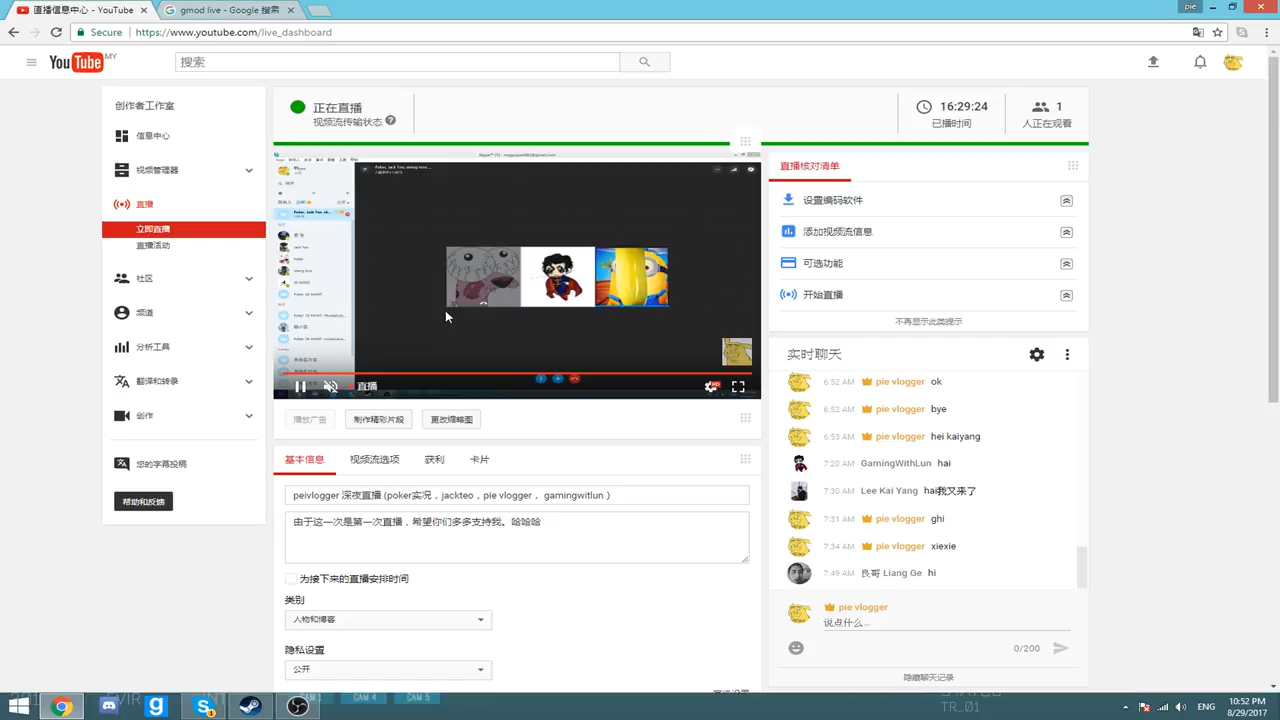 直播信息中心 - YouTube
gmod live - Google 搜索
pie
Secure
https://www.youtube.com/live_dashboard
YouTube MY
搜索
创作者工作室
信息中心
视频管理器
直播
立即直播
直播活动
社区
频道
分析工具
翻译和转录
创作
您的字幕投稿
帮助和反馈
正在直播
视频流传输状态
16:29:24
已播时间
1
人正在观看
直播
播放广告
制作精彩片段
更改缩略图
基本信息
视频流选项
获利
卡片
peivlogger 深夜直播 (poker实况，jackteo，pie vlogger， gamingwitlun )
由于这一次是第一次直播，希望你们多多支持我。哈哈哈
为接下来的直播安排时间
类别
人物和博客
隐私设置
公开
直播核对清单
设置编码软件
添加视频流信息
可选功能
开始直播
不再显示此类提示
实时聊天
6:52 AM pie vlogger ok
6:52 AM pie vlogger bye
6:53 AM pie vlogger hei kaiyang
7:20 AM GamingWithLun hai
7:30 AM Lee Kai Yang hai我又来了
7:31 AM pie vlogger ghi
7:34 AM pie vlogger xiexie
7:49 AM 良哥 Liang Ge hi
pie vlogger
说点什么...
0/200
隐藏聊天记录
CAM 4
CAM 5
TR_01
ENG
10:52 PM
8/29/2017